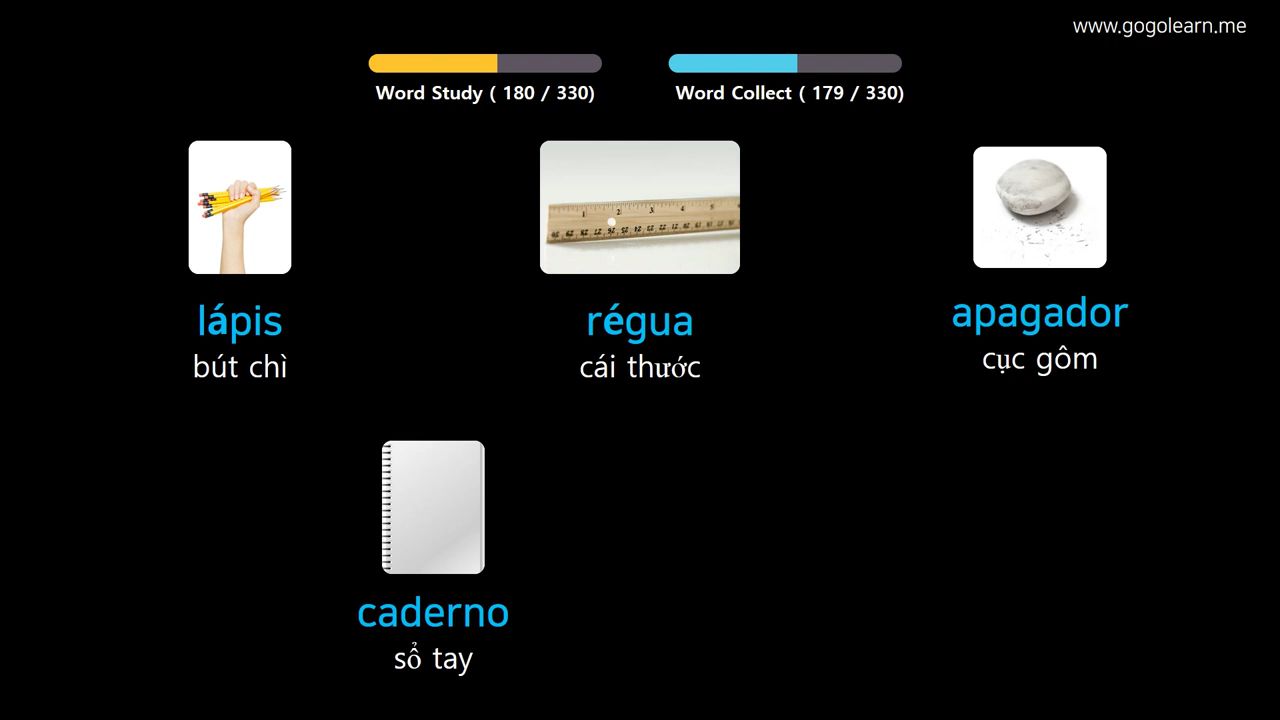 www.gogolearn.me
Word Study ( 180 / 330)
Word Collect ( 179 / 330)
lápis
bút chì
régua
cái thước
apagador
cục gôm
caderno
sổ tay